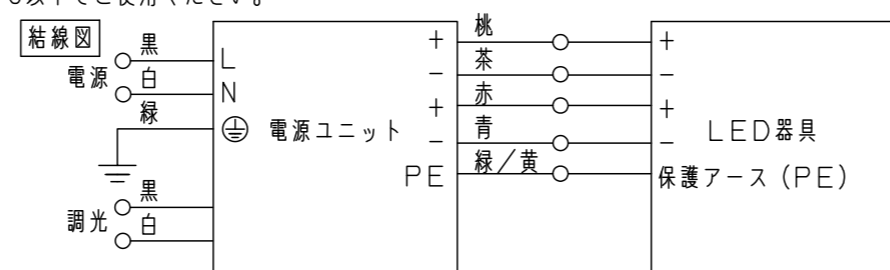 以下でご使用ください。
結線図
黒
電源
白
緑
調光
黒
白
L
N
電源ユニット
+
-
+
-
PE
桃
茶
赤
青
緑/黄
+
-
+
-
LED器具
保護アース(PE)